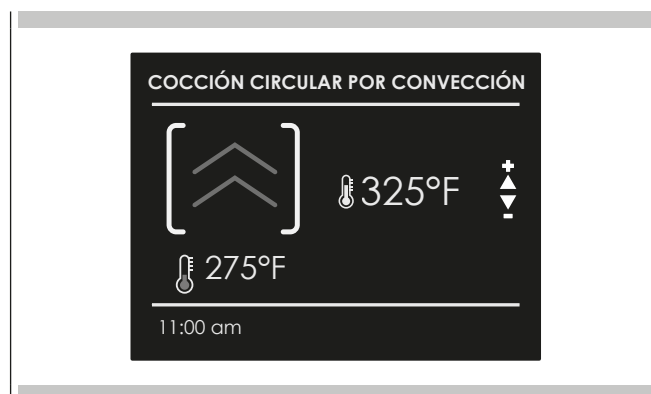 COCCIÓN CIRCULAR POR CONVECCIÓN
325°F
+
-
275°F
11:00 am